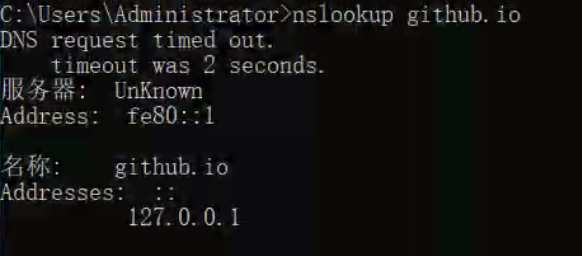 C:\Users\Administrator>nslookup github.io
DNS request timed out.
    timeout was 2 seconds.
服务器:  UnKnown
Address:  fe80::1

名称:    github.io
Addresses:  ::
          127.0.0.1